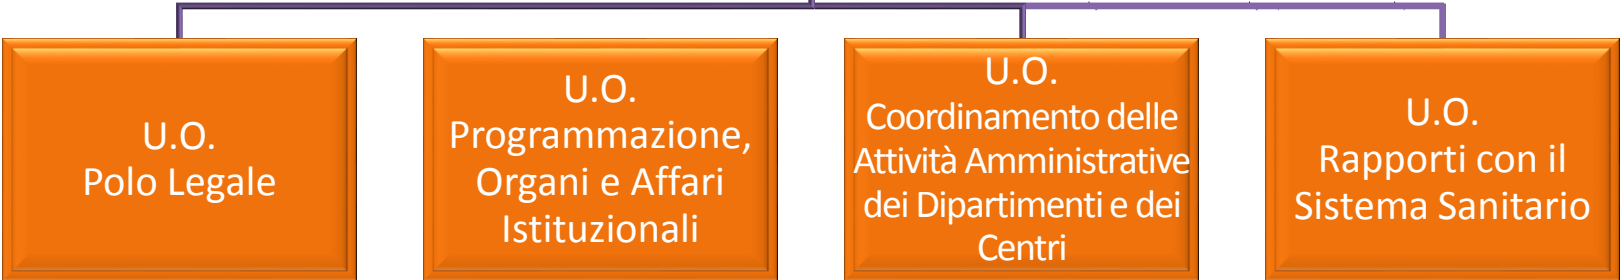 U.O.
Polo Legale
U.O.
Programmazione,
Organi e Affari
Istituzionali
U.O.
Coordinamento delle
Attività Amministrative
dei Dipartimenti e dei
Centri
U.O.
Rapporti con il
Sistema Sanitario